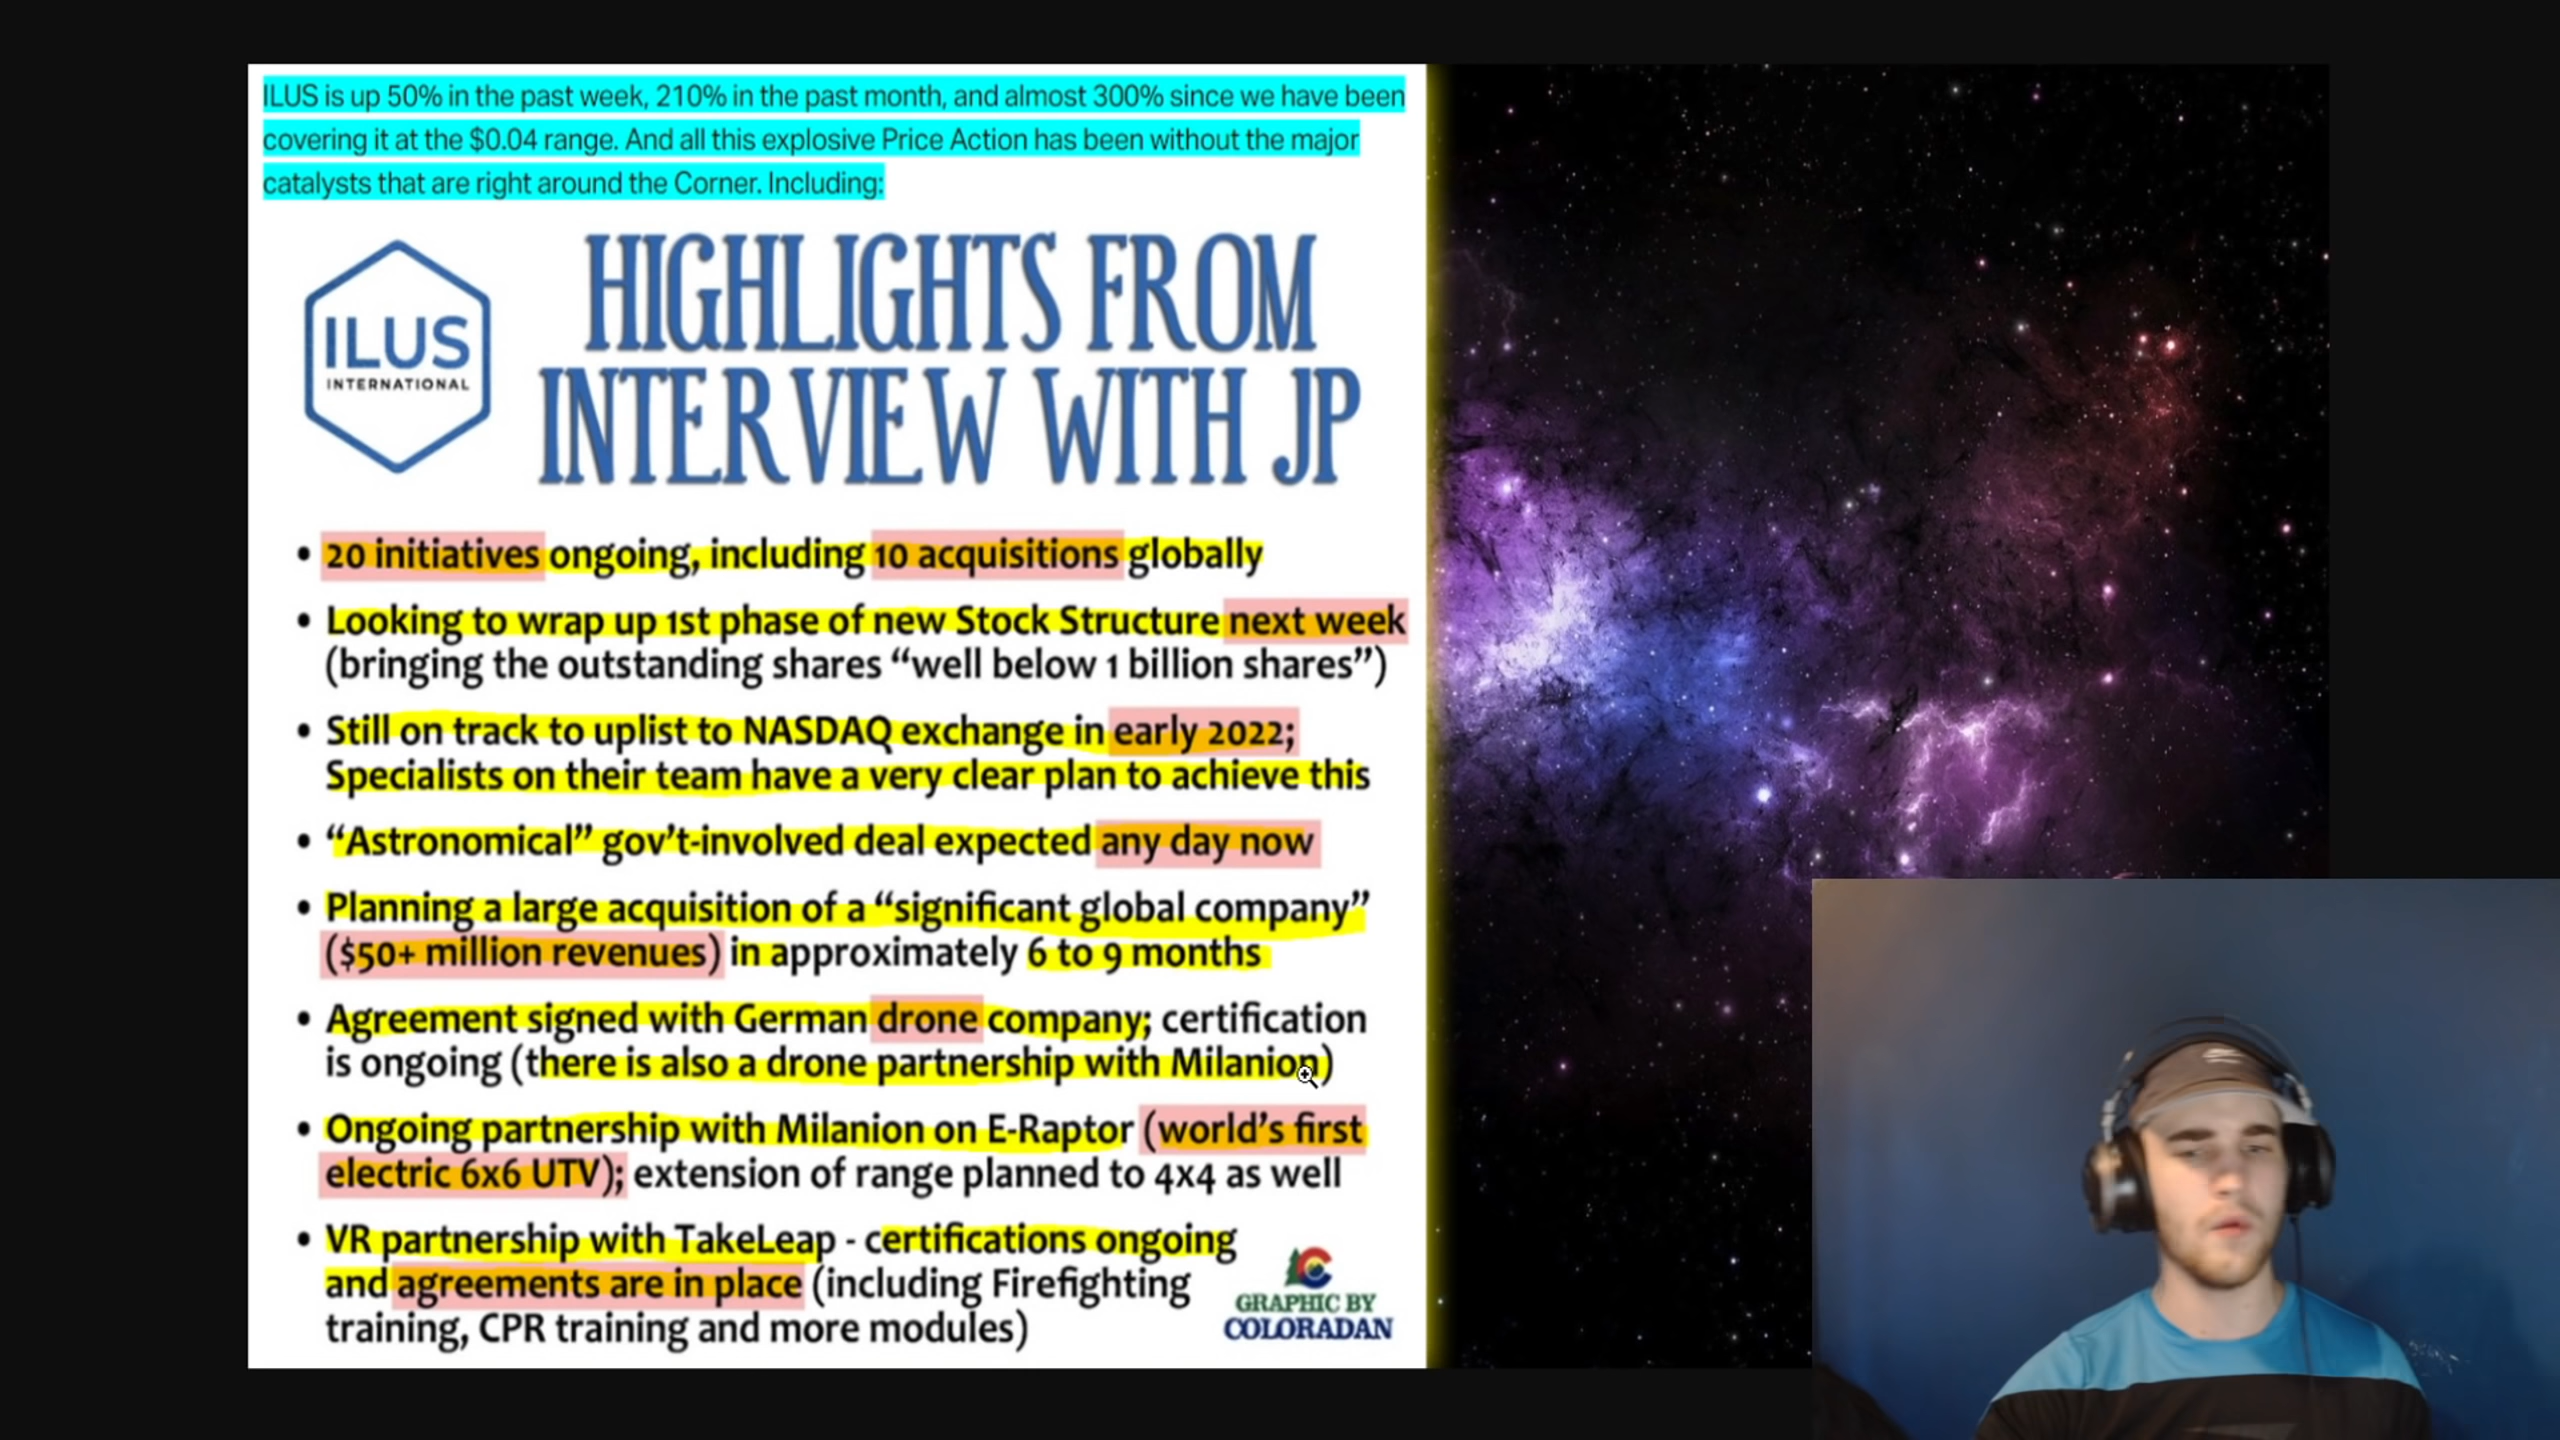 ILUS is up 50% in the past week, 210% in the past month, and almost 300% since we have been
covering it at the $0.04 range. And all this explosive Price Action has been without the major
catalysts that are right around the Corner. Including:
ILUS
INTERNATIONAL
HIGHLIGHTS FROM
INTERVIEW WITH JP
• 20 initiatives ongoing, including 10 acquisitions globally
• Looking to wrap up 1st phase of new Stock Structure next week
(bringing the outstanding shares “well below 1 billion shares”)
• Still on track to uplist to NASDAQ exchange in early 2022;
Specialists on their team have a very clear plan to achieve this
• “Astronomical” gov’t-involved deal expected any day now
• Planning a large acquisition of a “significant global company”
($50+ million revenues) in approximately 6 to 9 months
• Agreement signed with German drone company; certification
is ongoing (there is also a drone partnership with Milanion)
• Ongoing partnership with Milanion on E-Raptor (world’s first
electric 6x6 UTV); extension of range planned to 4x4 as well
• VR partnership with TakeLeap - certifications ongoing
and agreements are in place (including Firefighting
training, CPR training and more modules)
GRAPHIC BY
COLORADAN